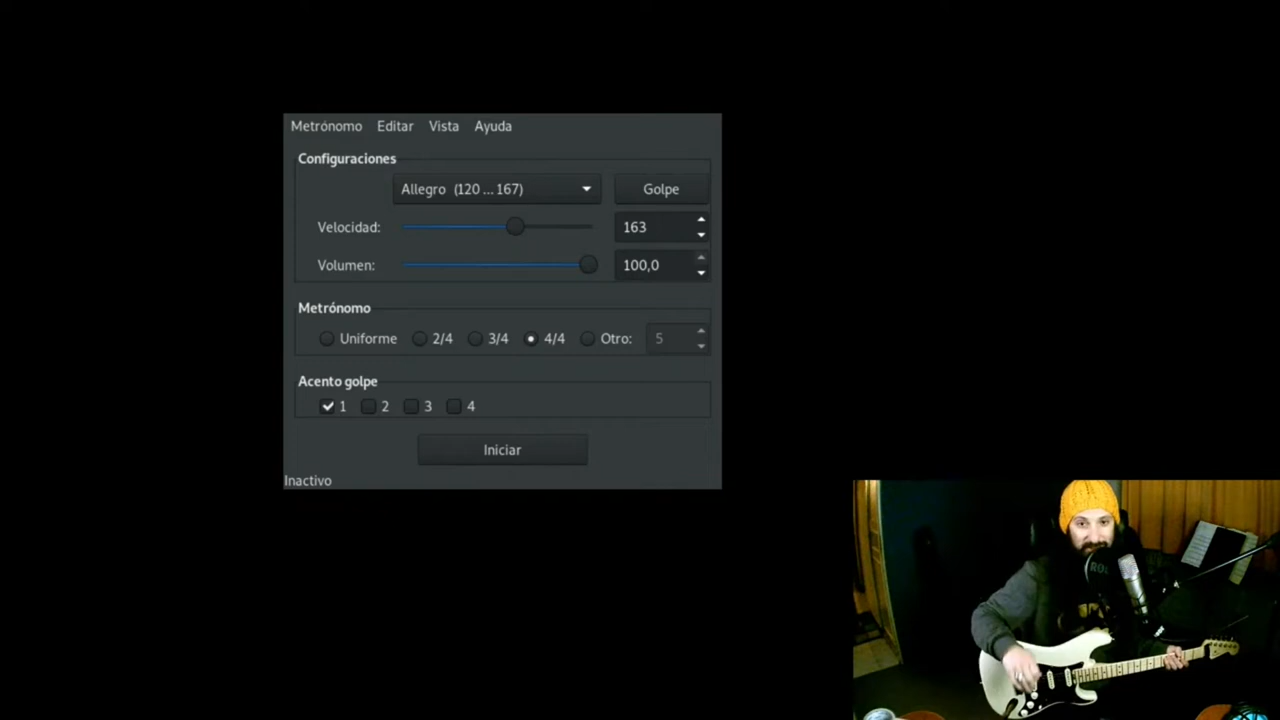 Metrónomo Editar Vista Ayuda
Configuraciones
Allegro (120 ... 167) Golpe
Velocidad: 163
Volumen: 100,0
Metrónomo
Uniforme 2/4 3/4 4/4 Otro: 5
Acento golpe
1 2 3 4
Iniciar
Inactivo